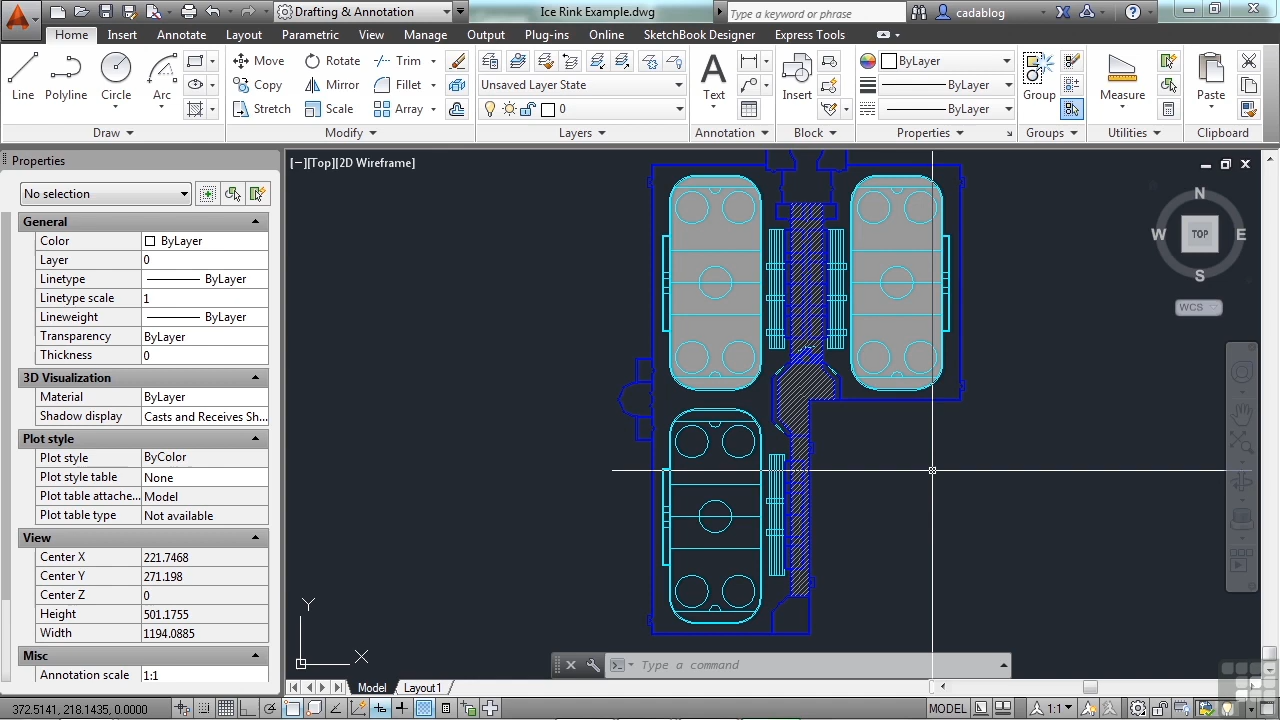 Drafting & Annotation
Ice Rink Example.dwg
Type a keyword or phrase
cadablog
Home Insert Annotate Layout Parametric View Manage Output Plug-ins Online SketchBook Designer Express Tools
Line
Polyline
Circle
Arc
Move
Rotate
Trim
Copy
Mirror
Fillet
Stretch
Scale
Array
Unsaved Layer State
0
Text
Insert
ByLayer
ByLayer
ByLayer
Group
Measure
Paste
Draw
Modify
Layers
Annotation
Block
Properties
Groups
Utilities
Clipboard
Properties
No selection
General
Color ByLayer
Layer 0
Linetype ByLayer
Linetype scale 1
Lineweight ByLayer
Transparency ByLayer
Thickness 0
3D Visualization
Material ByLayer
Shadow display Casts and Receives Sh...
Plot style
Plot style ByColor
Plot style table None
Plot table attache... Model
Plot table type Not available
View
Center X 221.7468
Center Y 271.198
Center Z 0
Height 501.1755
Width 1194.0885
Misc
Annotation scale 1:1
[−][Top][2D Wireframe]
N
W TOP E
S
WCS
Y
X
Type a command
Model Layout1
372.5141, 218.1435, 0.0000
MODEL
1:1